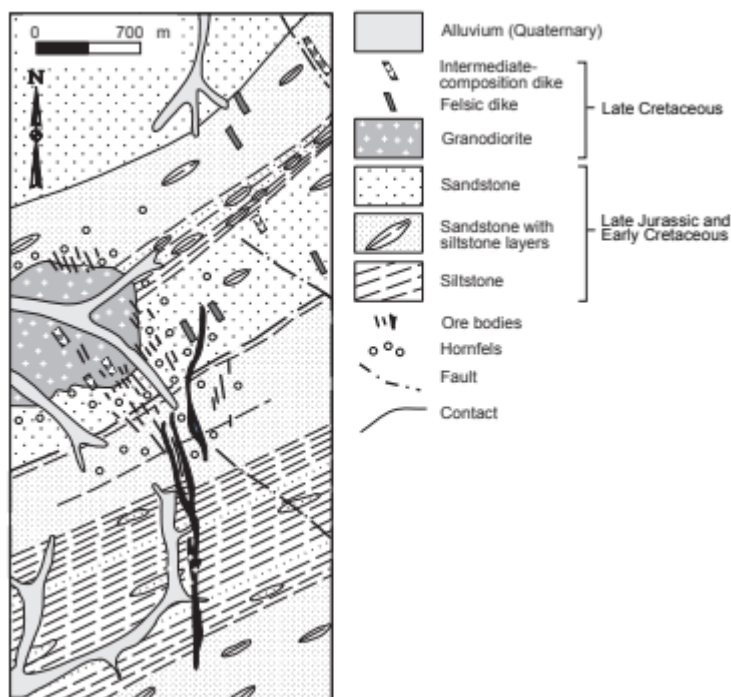 0 700 m
N
Alluvium (Quaternary)
Intermediate-
composition dike
Felsic dike
Granodiorite
Late Cretaceous
Sandstone
Sandstone with
siltstone layers
Late Jurassic and
Early Cretaceous
Siltstone
Ore bodies
Hornfels
Fault
Contact